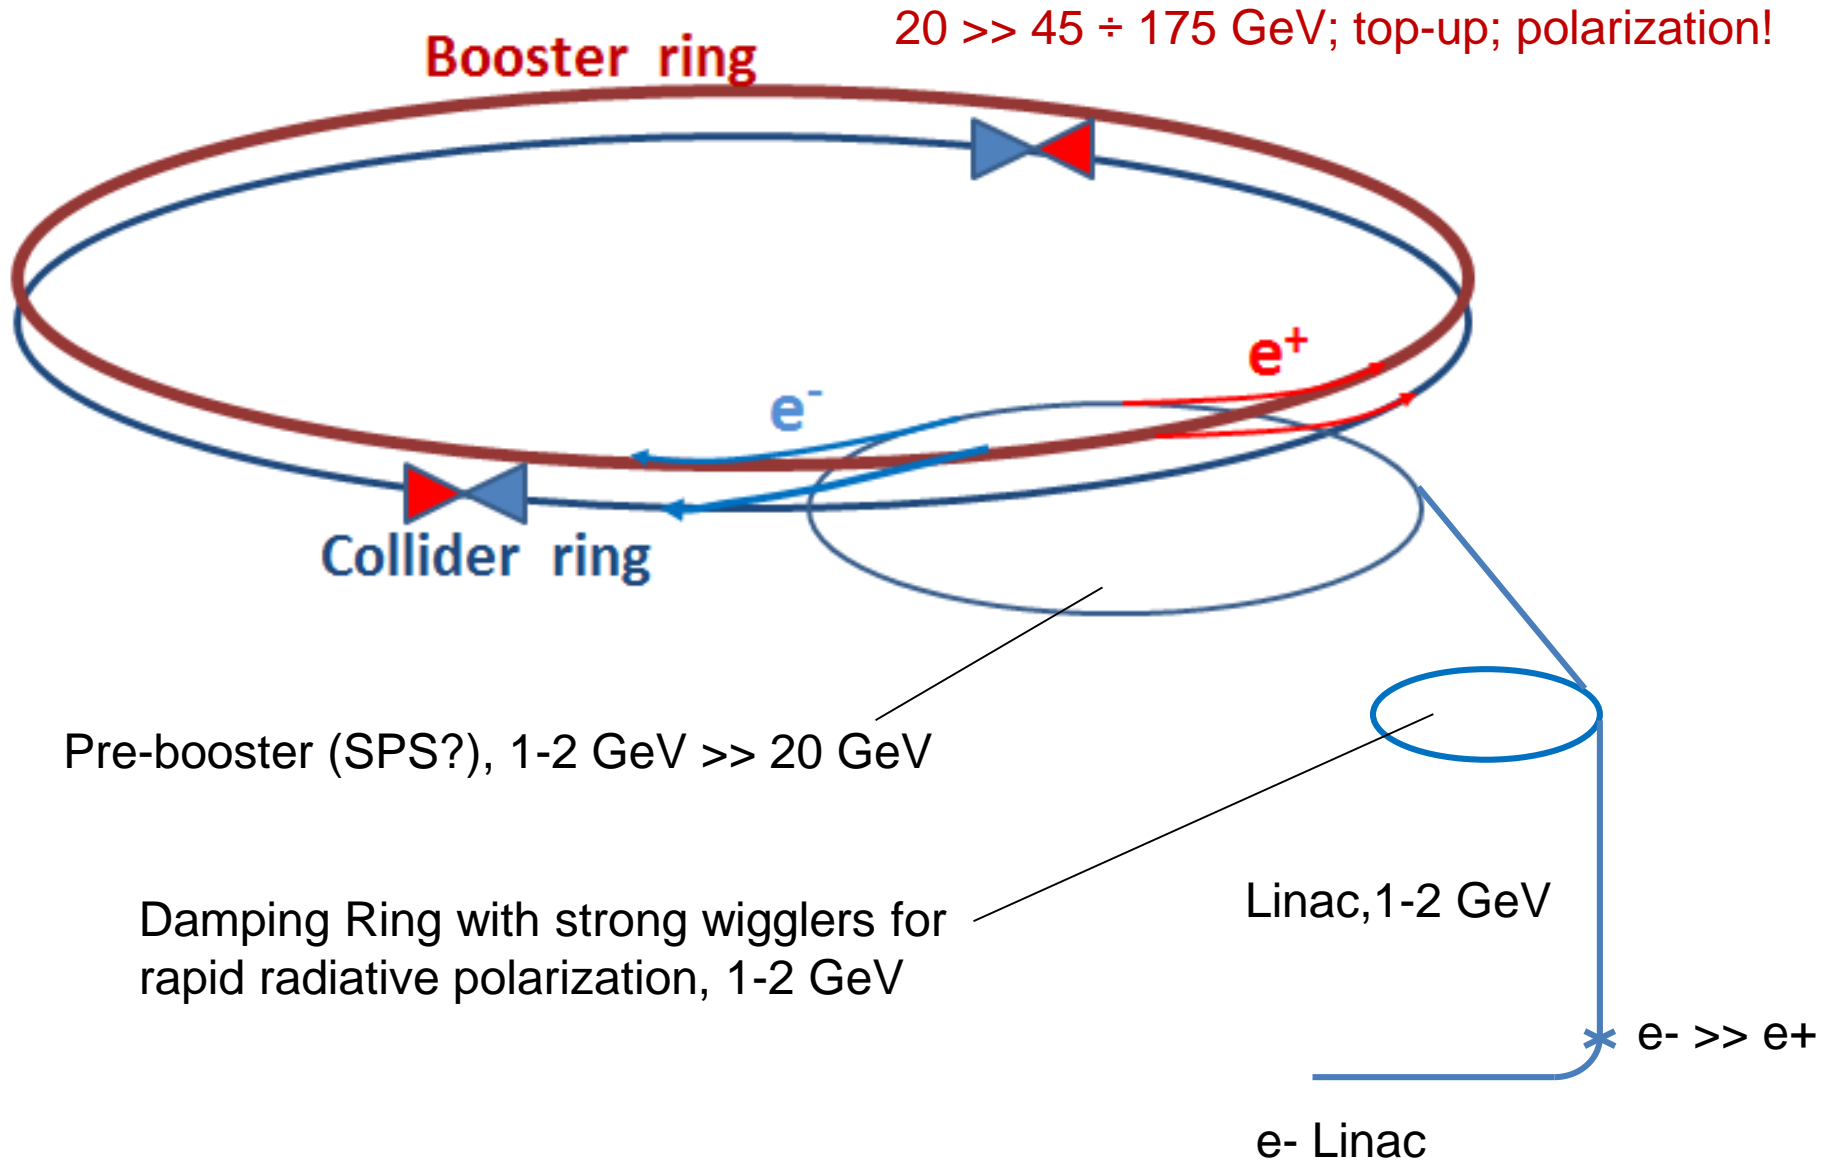 20 >> 45 ÷ 175 GeV; top-up; polarization!
Booster ring
e⁺
e⁻
Collider ring
Pre-booster (SPS?), 1-2 GeV >> 20 GeV
Linac,1-2 GeV
Damping Ring with strong wigglers for
rapid radiative polarization, 1-2 GeV
e- >> e+
e- Linac